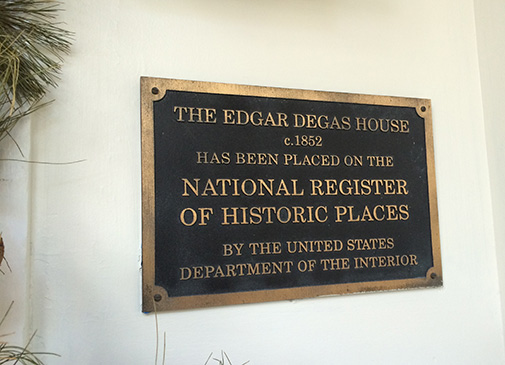 THE EDGAR DEGAS HOUSE
c.1852
HAS BEEN PLACED ON THE
NATIONAL REGISTER
OF HISTORIC PLACES
BY THE UNITED STATES
DEPARTMENT OF THE INTERIOR